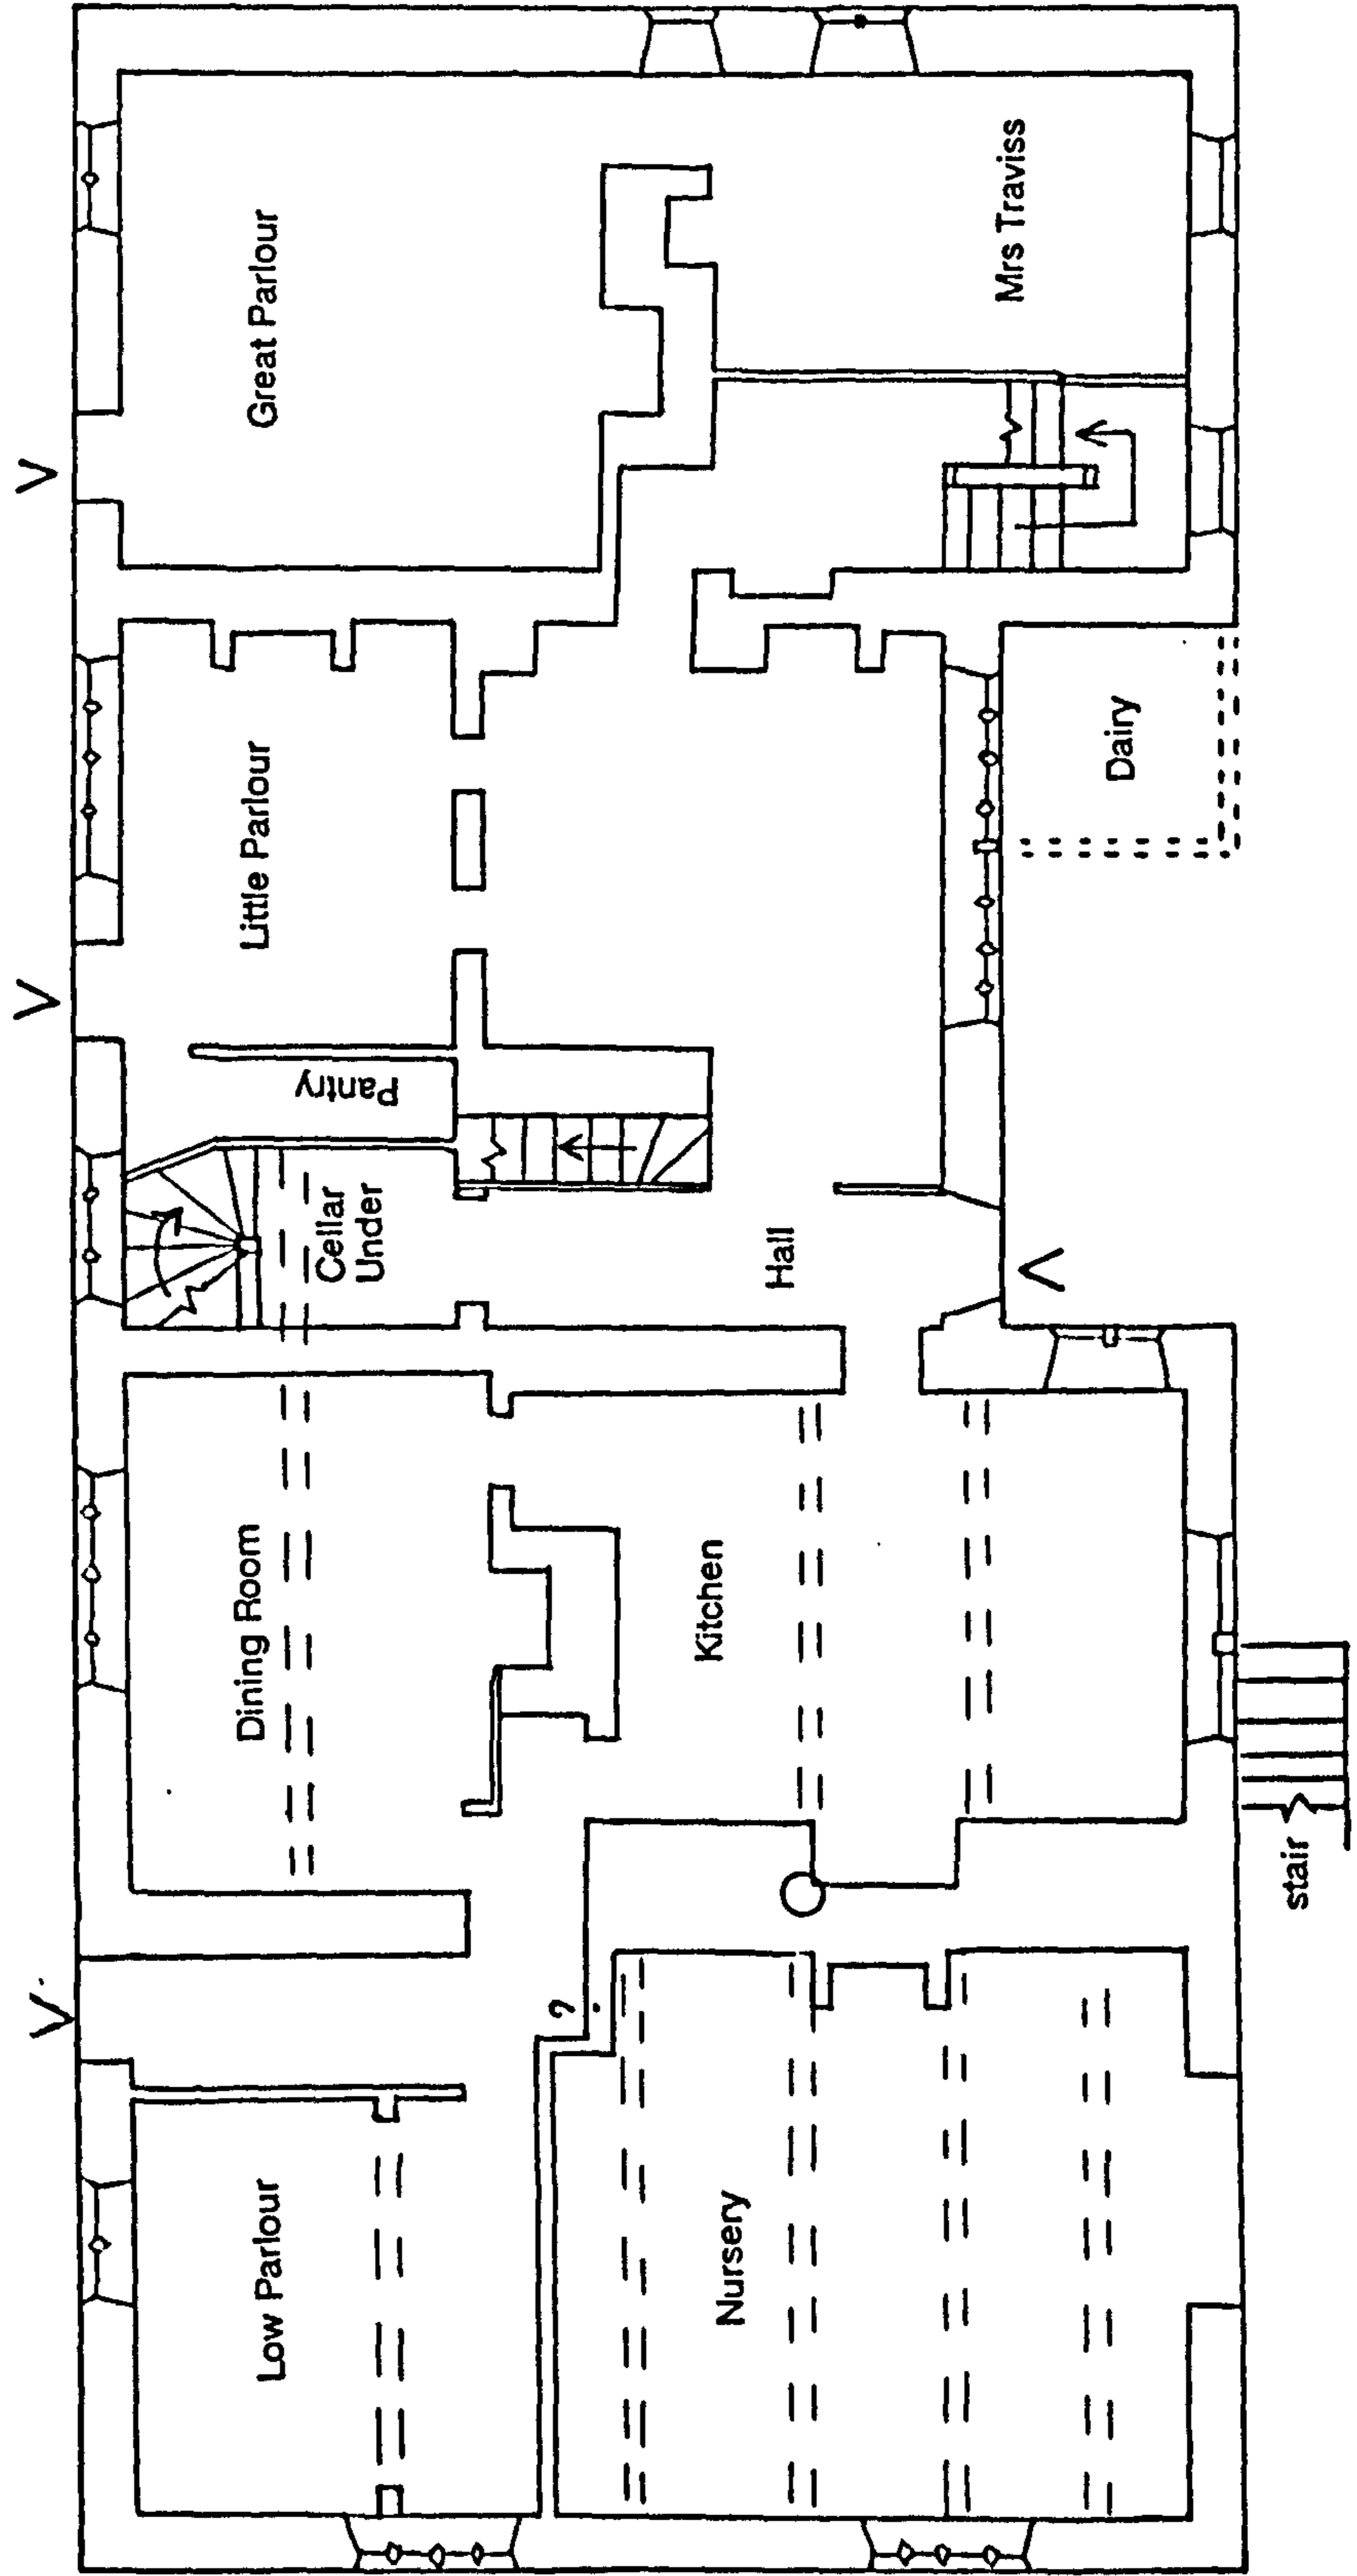 Low Parlour
Dining Room
Cellar
Under
Pantry
Little Parlour
Great Parlour
?
Nursery
Kitchen
Hall
Mrs Traviss
Dairy
stair